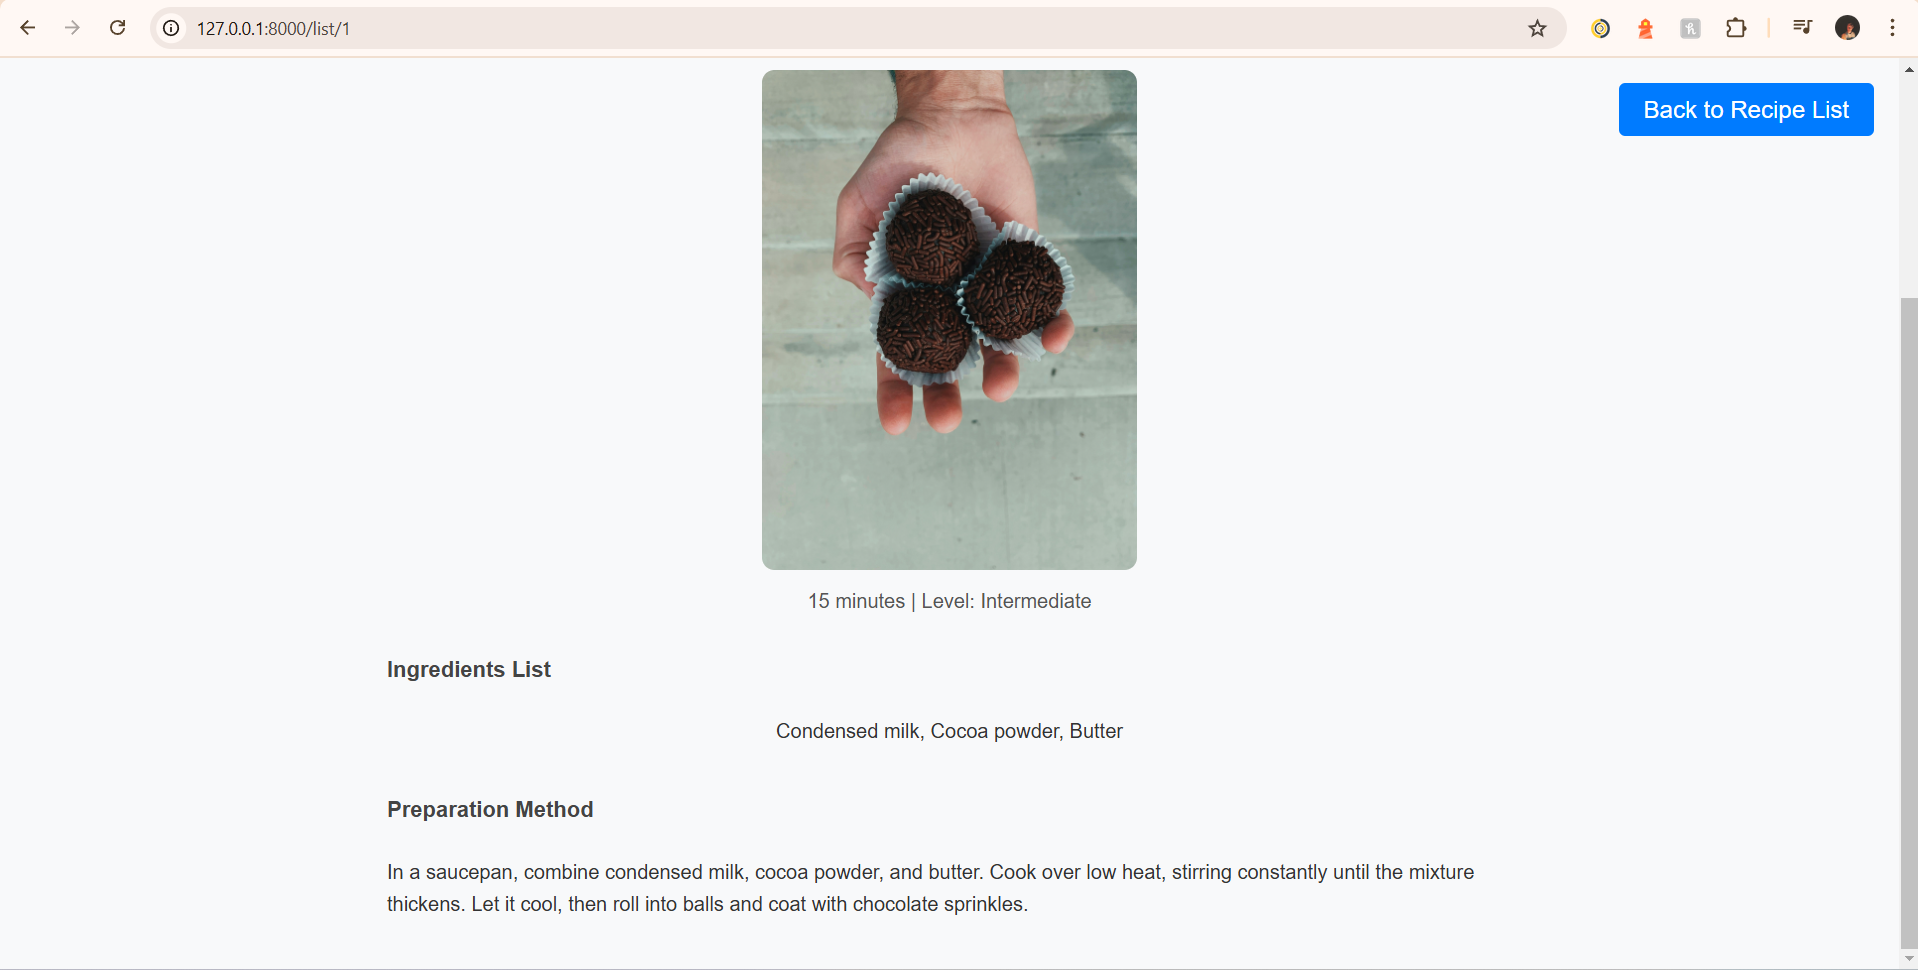 127.0.0.1:8000/list/1
Back to Recipe List
15 minutes | Level: Intermediate
Ingredients List
Condensed milk, Cocoa powder, Butter
Preparation Method
In a saucepan, combine condensed milk, cocoa powder, and butter. Cook over low heat, stirring constantly until the mixture
thickens. Let it cool, then roll into balls and coat with chocolate sprinkles.